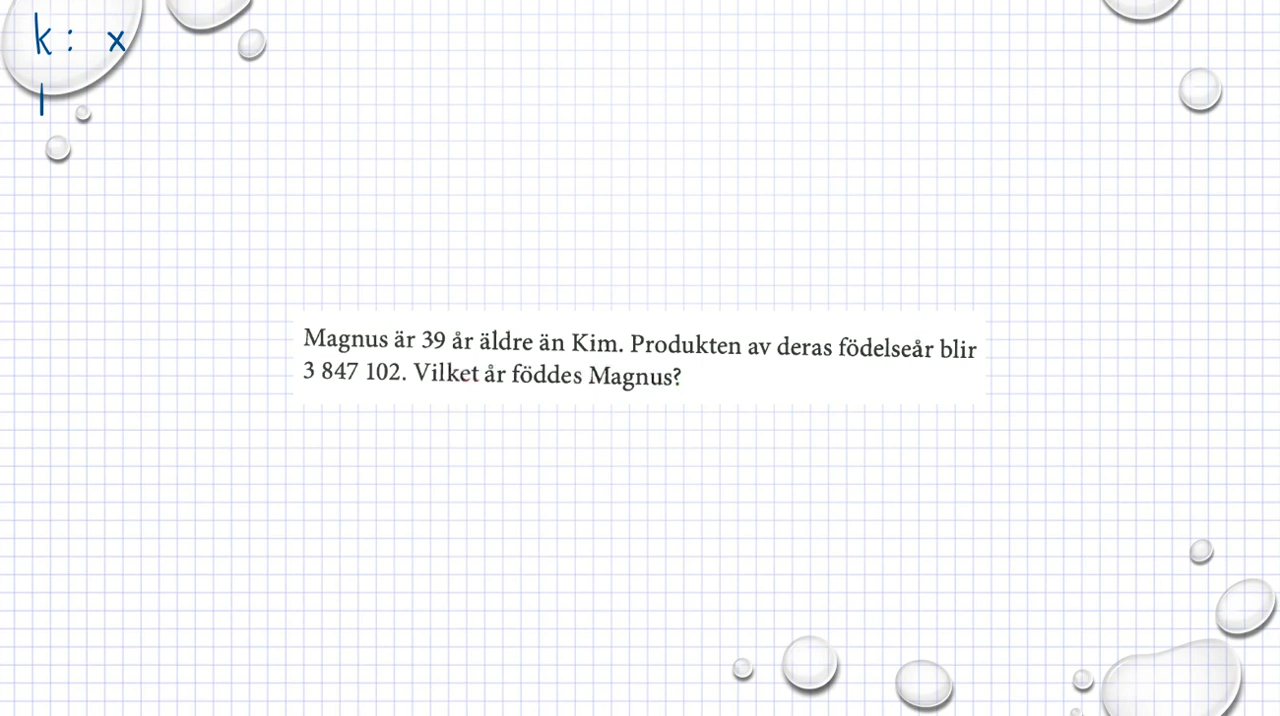 k: x
Magnus är 39 år äldre än Kim. Produkten av deras födelseår blir
3 847 102. Vilket år föddes Magnus?